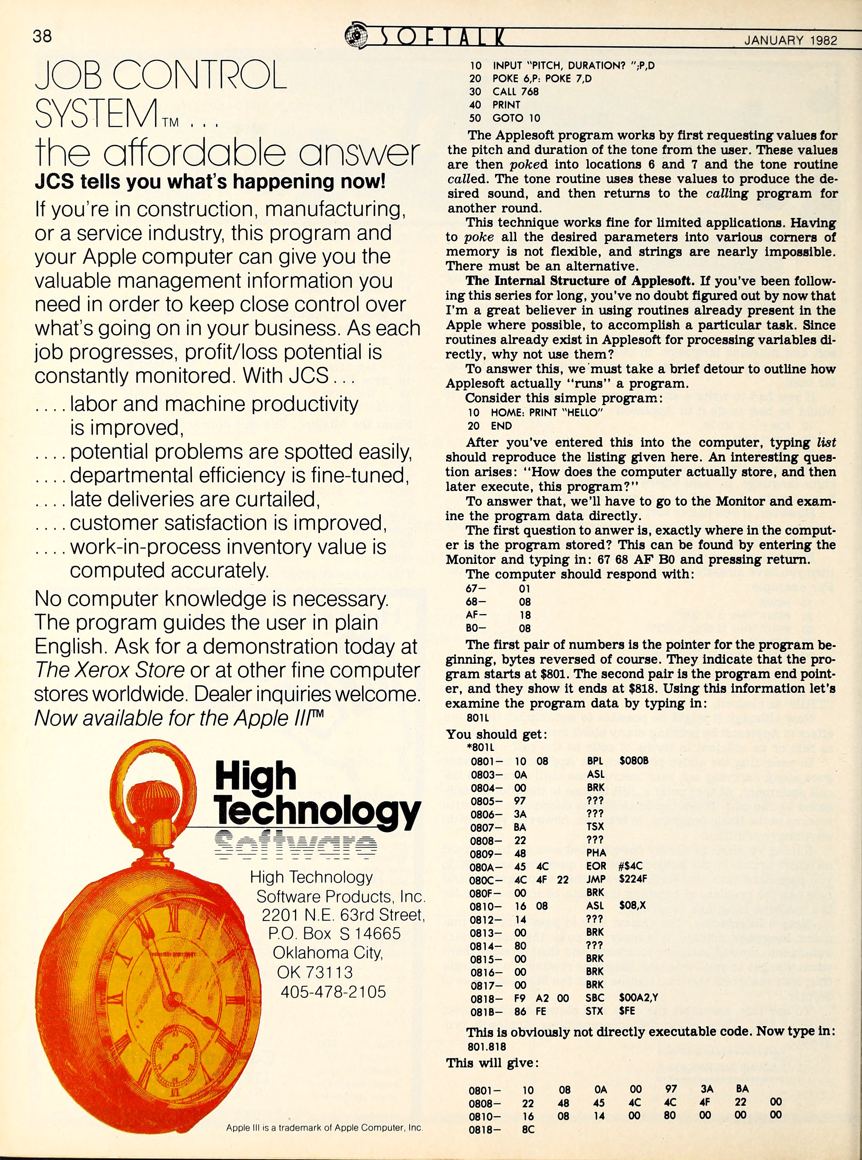 38
SOFTALK
JANUARY 1982
JOB CONTROL
SYSTEM™ ...
the affordable answer
JCS tells you what's happening now!
If you're in construction, manufacturing,
or a service industry, this program and
your Apple computer can give you the
valuable management information you
need in order to keep close control over
what's going on in your business. As each
job progresses, profit/loss potential is
constantly monitored. With JCS ...
.... labor and machine productivity
is improved,
.... potential problems are spotted easily,
.... departmental efficiency is fine-tuned,
.... late deliveries are curtailed,
.... customer satisfaction is improved,
.... work-in-process inventory value is
computed accurately.
No computer knowledge is necessary.
The program guides the user in plain
English. Ask for a demonstration today at
The Xerox Store or at other fine computer
stores worldwide. Dealer inquiries welcome.
Now available for the Apple III™
High
Technology
Software
High Technology
Software Products, Inc.
2201 N.E. 63rd Street,
P.O. Box S 14665
Oklahoma City,
OK 73113
405-478-2105
Apple III is a trademark of Apple Computer, Inc.
10 INPUT "PITCH, DURATION? ";P,D
20 POKE 6,P: POKE 7,D
30 CALL 768
40 PRINT
50 GOTO 10
The Applesoft program works by first requesting values for
the pitch and duration of the tone from the user. These values
are then poked into locations 6 and 7 and the tone routine
called. The tone routine uses these values to produce the de-
sired sound, and then returns to the calling program for
another round.
This technique works fine for limited applications. Having
to poke all the desired parameters into various corners of
memory is not flexible, and strings are nearly impossible.
There must be an alternative.
The Internal Structure of Applesoft. If you've been follow-
ing this series for long, you've no doubt figured out by now that
I'm a great believer in using routines already present in the
Apple where possible, to accomplish a particular task. Since
routines already exist in Applesoft for processing variables di-
rectly, why not use them?
To answer this, we must take a brief detour to outline how
Applesoft actually "runs" a program.
Consider this simple program:
10 HOME: PRINT "HELLO"
20 END
After you've entered this into the computer, typing list
should reproduce the listing given here. An interesting ques-
tion arises: "How does the computer actually store, and then
later execute, this program?"
To answer that, we'll have to go to the Monitor and exam-
ine the program data directly.
The first question to anwer is, exactly where in the comput-
er is the program stored? This can be found by entering the
Monitor and typing in: 67 68 AF B0 and pressing return.
The computer should respond with:
67— 01
68— 08
AF— 18
B0— 08
The first pair of numbers is the pointer for the program be-
ginning, bytes reversed of course. They indicate that the pro-
gram starts at $801. The second pair is the program end point-
er, and they show it ends at $818. Using this information let's
examine the program data by typing in:
801L
You should get:
*801L
0801— 10 08 BPL $080B
0803— 0A ASL
0804— 00 BRK
0805— 97 ???
0806— 3A ???
0807— BA TSX
0808— 22 ???
0809— 48 PHA
080A— 45 4C EOR #$4C
080C— 4C 4F 22 JMP $224F
080F— 00 BRK
0810— 16 08 ASL $08,X
0812— 14 ???
0813— 00 BRK
0814— 80 ???
0815— 00 BRK
0816— 00 BRK
0817— 00 BRK
0818— F9 A2 00 SBC $00A2,Y
081B— 86 FE STX $FE
This is obviously not directly executable code. Now type in:
801.818
This will give:
0801— 10 08 0A 00 97 3A BA
0808— 22 48 45 4C 4C 4F 22 00
0810— 16 08 14 00 80 00 00 00
0818— 8C